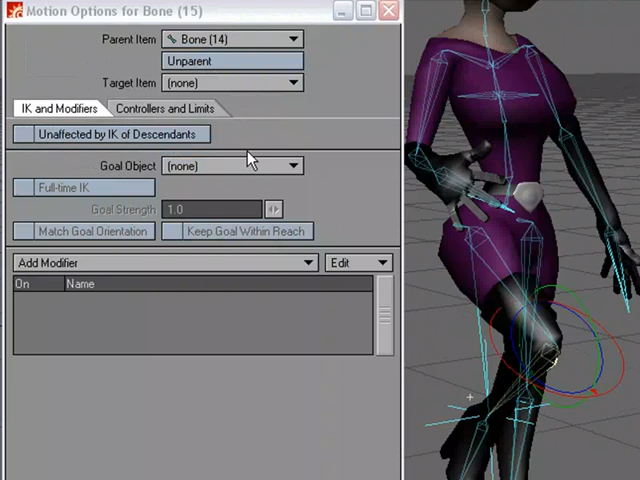 Motion Options for Bone (15)
Parent Item Bone (14)
Unparent
Target Item (none)
IK and Modifiers Controllers and Limits
Unaffected by IK of Descendants
Goal Object (none)
Full-time IK
Goal Strength 1.0
Match Goal Orientation Keep Goal Within Reach
Add Modifier Edit
On Name